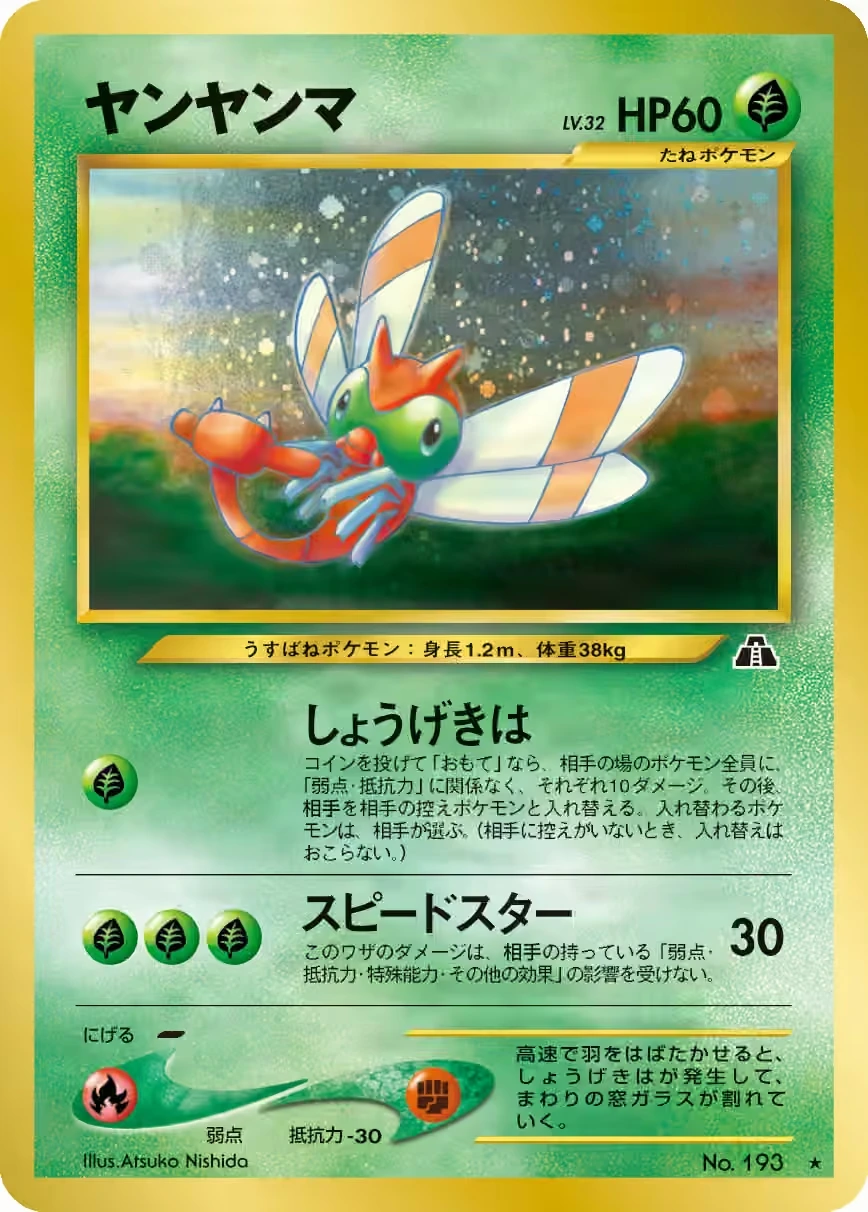 ヤンヤンマ
LV.32 HP60
たねポケモン
うすばねポケモン：身長1.2m、体重38kg
しょうげきは
コインを投げて「おもて」なら、相手の場のポケモン全員に、
「弱点・抵抗力」に関係なく、それぞれ10ダメージ。その後、
相手を相手の控えポケモンと入れ替える。入れ替わるポケ
モンは、相手が選ぶ。（相手に控えがいないとき、入れ替えは
おこらない。）
スピードスター
30
このワザのダメージは、相手の持っている「弱点・
抵抗力・特殊能力・その他の効果」の影響を受けない。
にげる
弱点
抵抗力-30
高速で羽をはばたかせると、
しょうげきはが発生して、
まわりの窓ガラスが割れて
いく。
Illus.Atsuko Nishida
No. 193 ★